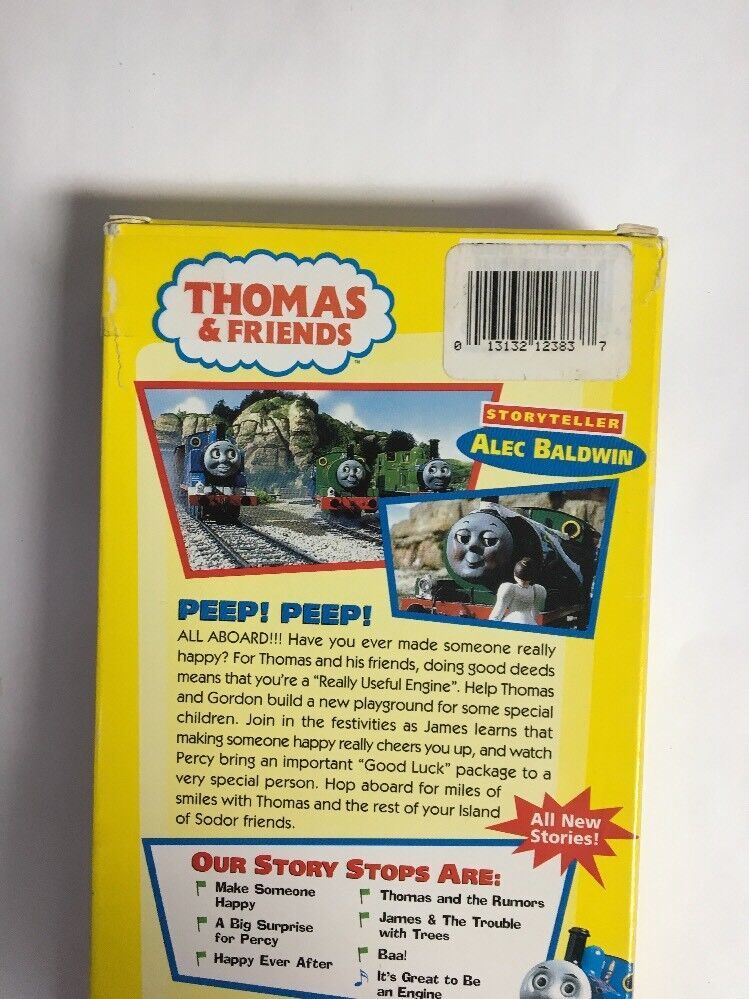 THOMAS
& FRIENDS
™
0 13132 12383 7
STORYTELLER
ALEC BALDWIN
PEEP! PEEP!
ALL ABOARD!!! Have you ever made someone really
happy? For Thomas and his friends, doing good deeds
means that you're a "Really Useful Engine". Help Thomas
and Gordon build a new playground for some special
children. Join in the festivities as James learns that
making someone happy really cheers you up, and watch
Percy bring an important "Good Luck" package to a
very special person. Hop aboard for miles of
smiles with Thomas and the rest of your Island
of Sodor friends.
All New
Stories!
OUR STORY STOPS ARE:
Make Someone
Happy
A Big Surprise
for Percy
Happy Ever After
Thomas and the Rumors
James & The Trouble
with Trees
Baa!
It's Great to Be
an Engine